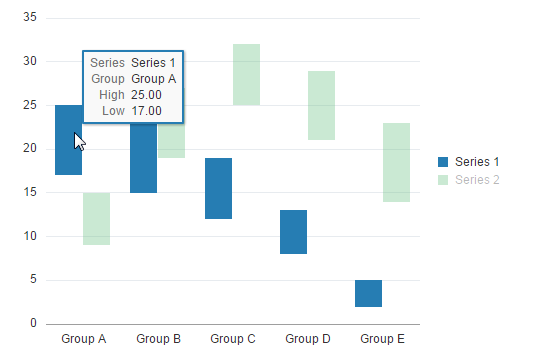 35
30
Series Series 1
Group Group A
High 25.00
Low 17.00
25
20
15
10
5
0
Group A Group B Group C Group D Group E
Series 1
Series 2